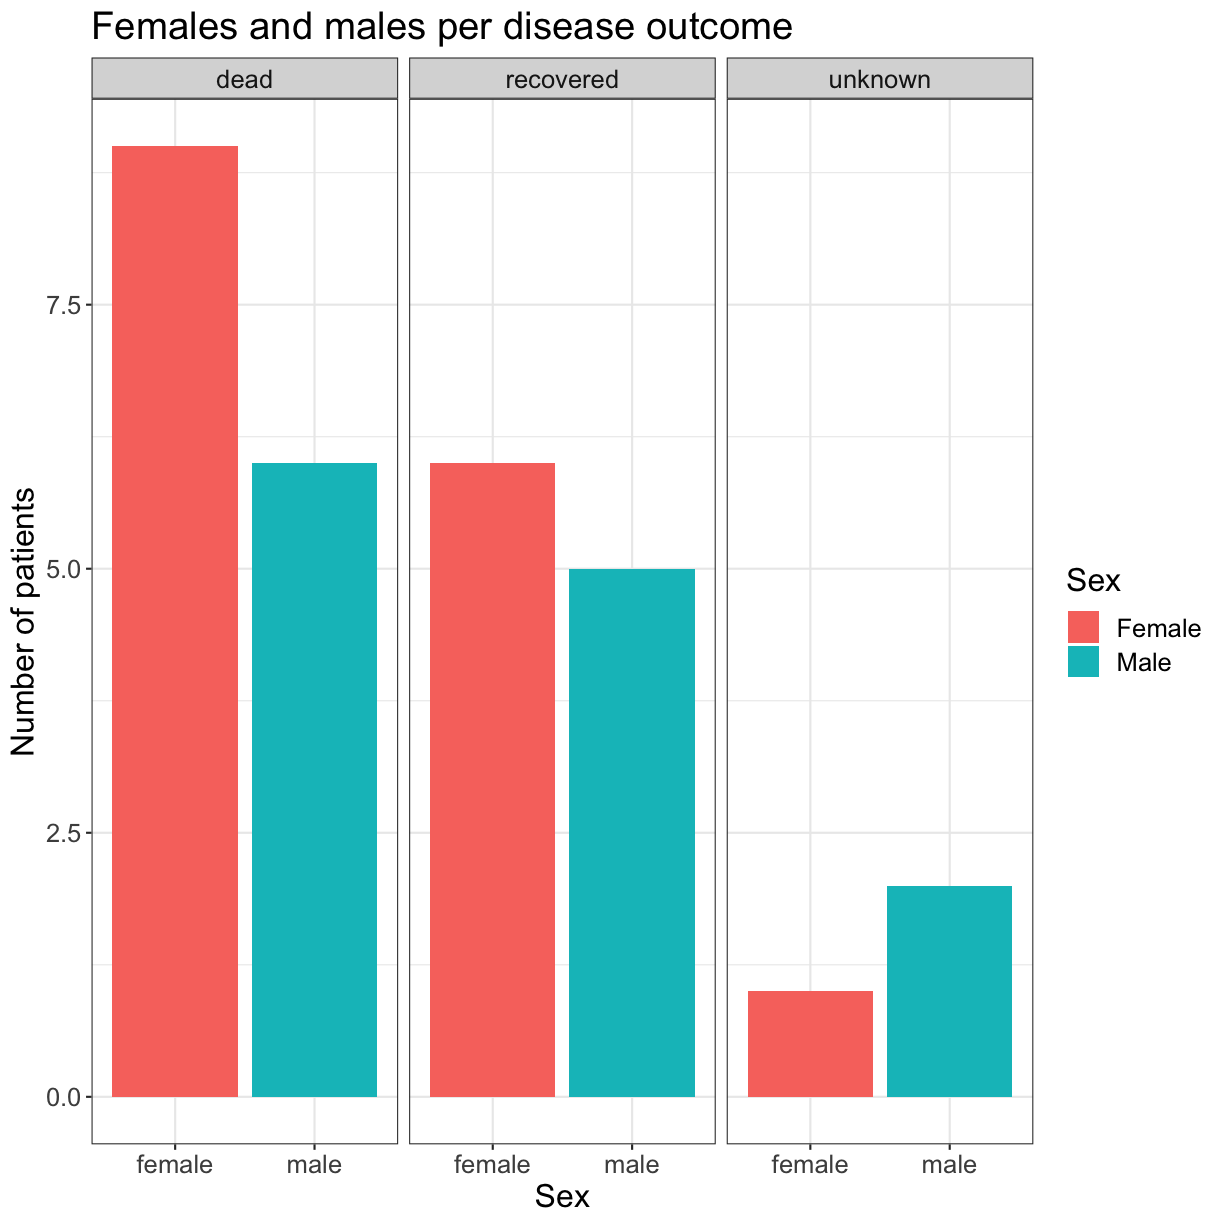 Females and males per disease outcome
dead
recovered
unknown
Number of patients
7.5
5.0
2.5
0.0
female
male
female
male
female
male
Sex
Sex
Female
Male